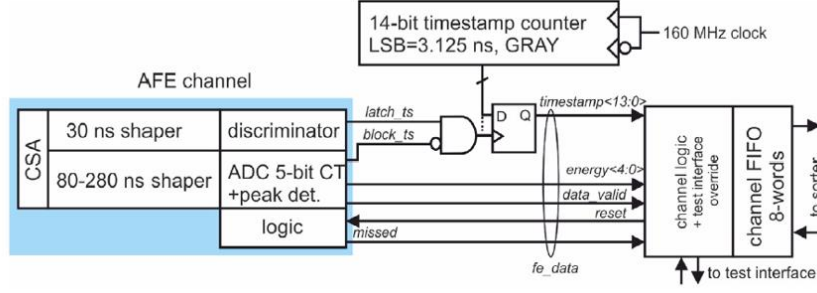 14-bit timestamp counter
LSB=3.125 ns, GRAY
160 MHz clock
AFE channel
CSA
30 ns shaper
discriminator
80-280 ns shaper
ADC 5-bit CT
+peak det.
logic
latch_ts
block_ts
D Q
timestamp<13:0>
energy<4:0>
data_valid
reset
missed
fe_data
channel logic
+ test interface
override
channel FIFO
8-words
to sorter
to test interface